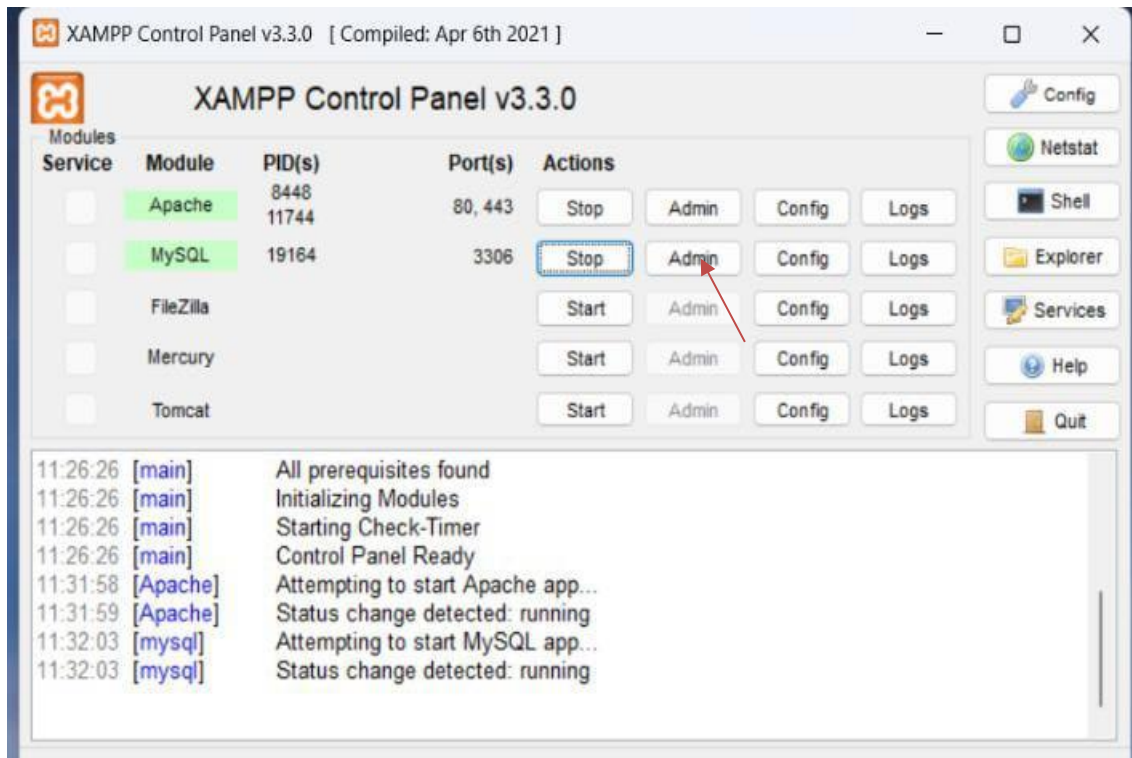 XAMPP Control Panel v3.3.0 [ Compiled: Apr 6th 2021 ]
XAMPP Control Panel v3.3.0
Config
Netstat
Shell
Explorer
Services
Help
Quit
Modules
Service Module PID(s) Port(s) Actions
Apache 8448 11744 80, 443 Stop Admin Config Logs
MySQL 19164 3306 Stop Admin Config Logs
FileZilla Start Admin Config Logs
Mercury Start Admin Config Logs
Tomcat Start Admin Config Logs
11:26:26 [main] All prerequisites found
11:26:26 [main] Initializing Modules
11:26:26 [main] Starting Check-Timer
11:26:26 [main] Control Panel Ready
11:31:58 [Apache] Attempting to start Apache app...
11:31:59 [Apache] Status change detected: running
11:32:03 [mysql] Attempting to start MySQL app...
11:32:03 [mysql] Status change detected: running